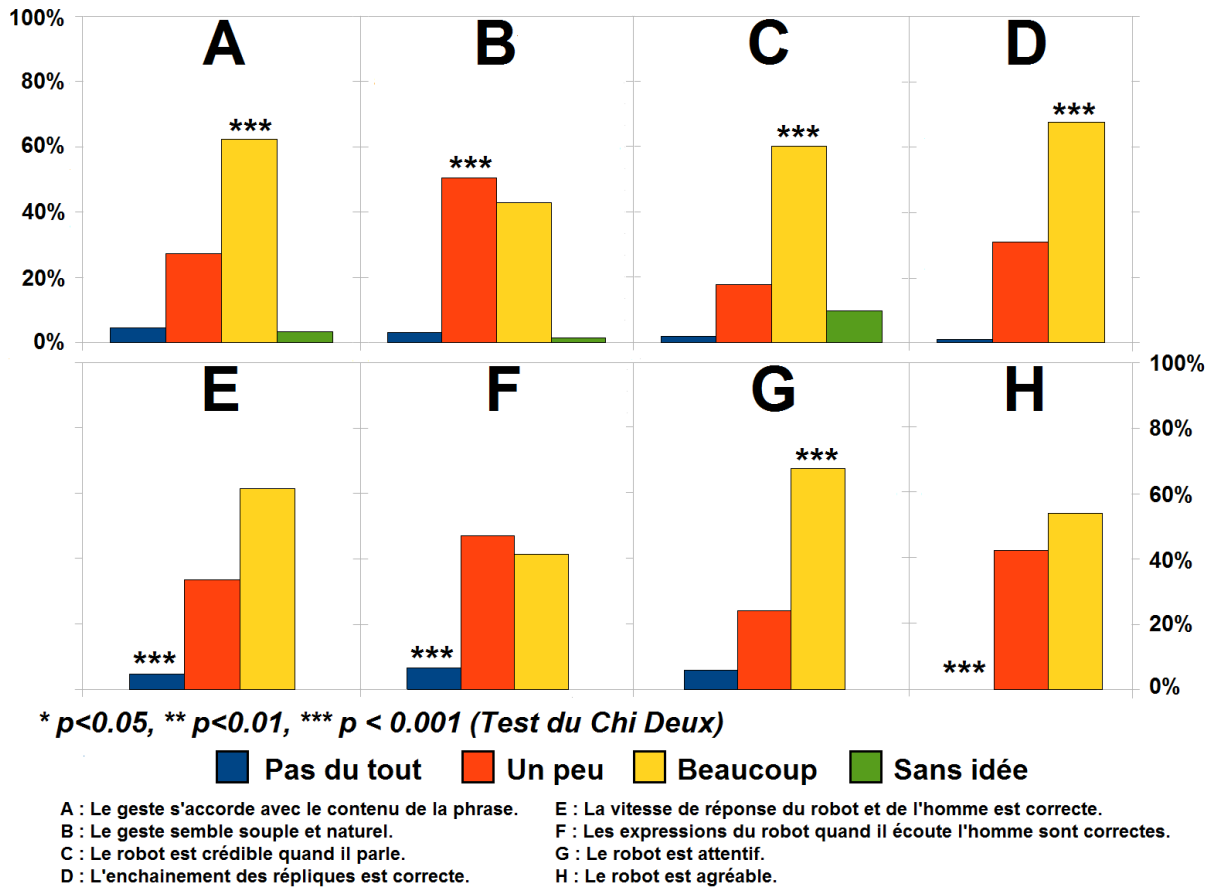 100%
80%
60%
40%
20%
0%
A B C D
*** *** *** ***
E F G H
100%
80%
60%
40%
20%
0%
*** *** *** ***
* p<0.05, ** p<0.01, *** p < 0.001 (Test du Chi Deux)
Pas du tout Un peu Beaucoup Sans idée
A : Le geste s'accorde avec le contenu de la phrase.
B : Le geste semble souple et naturel.
C : Le robot est crédible quand il parle.
D : L'enchainement des répliques est correcte.
E : La vitesse de réponse du robot et de l'homme est correcte.
F : Les expressions du robot quand il écoute l'homme sont correctes.
G : Le robot est attentif.
H : Le robot est agréable.